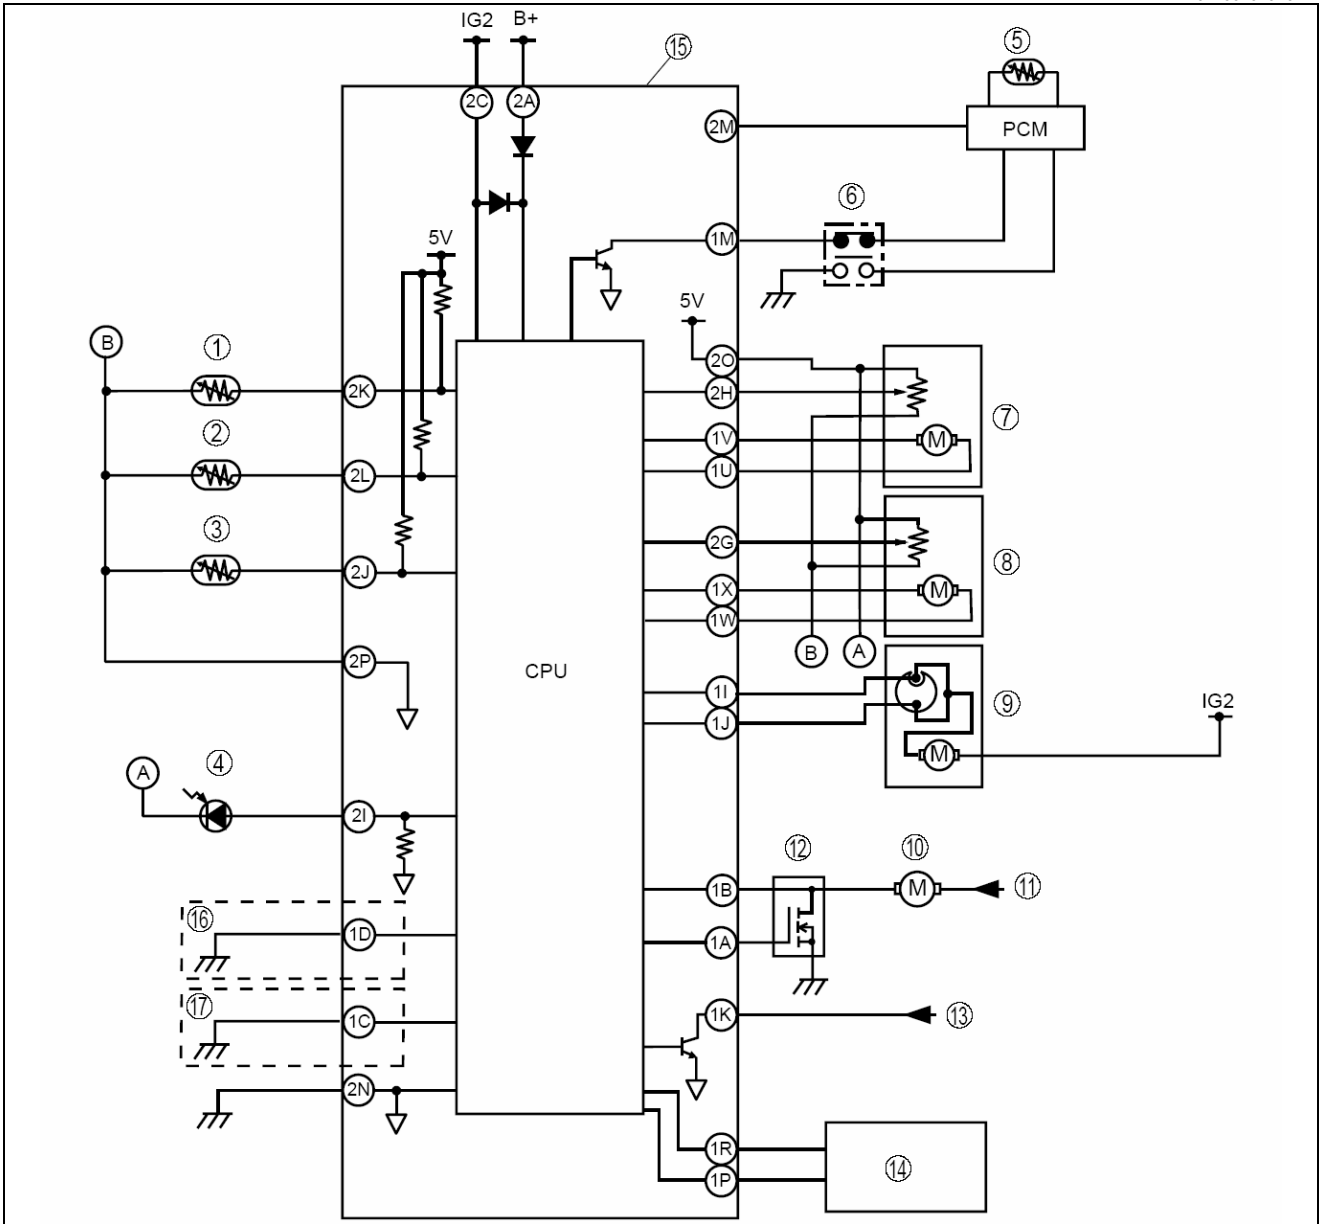 IG2 B+
⑮
⑤
2C 2A
2M
PCM
⑥
5V
1M
5V
B
①
2O
2K
2H
⑦
②
1V
2L
1U
③
2G
⑧
2J
1X
1W
M
M
2P
CPU
B A
1I
⑨
IG2
1J
M
A
④
2I
⑫
⑩
1B
M
⑪
⑯
1D
1A
⑰
1C
1K
⑬
2N
1R
⑭
1P